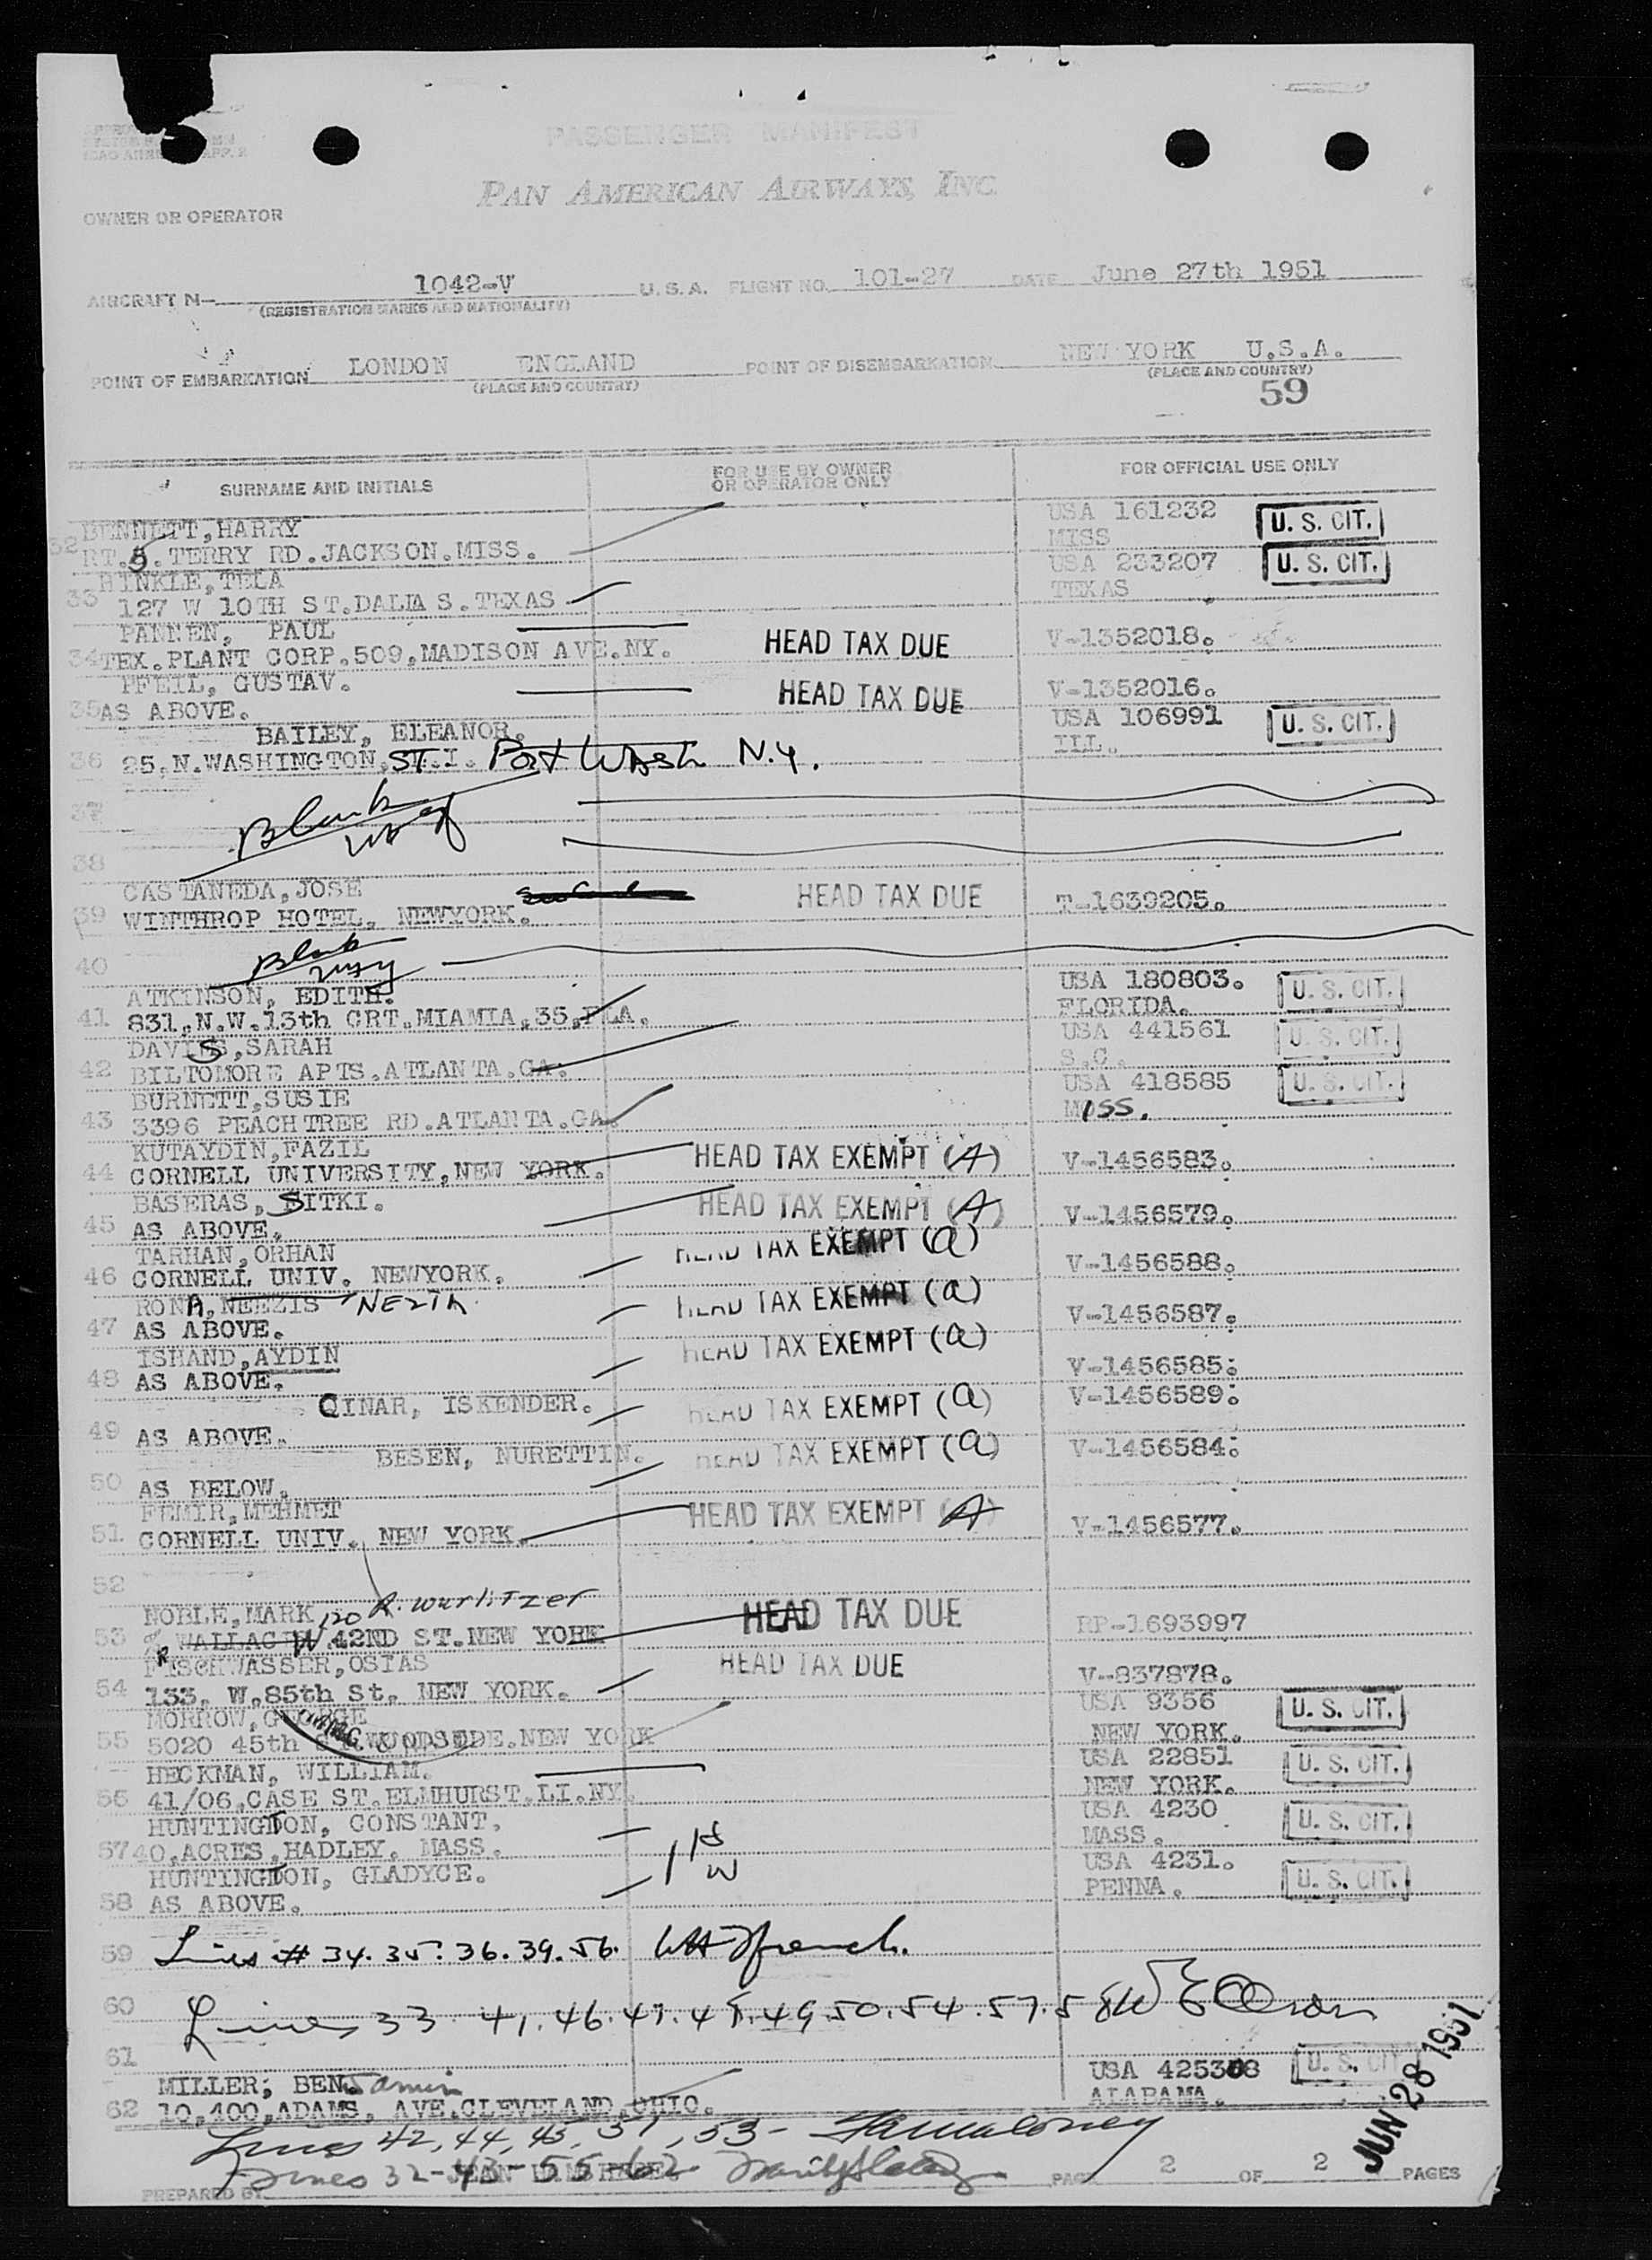 PASSENGER MANIFEST
PAN AMERICAN AIRWAYS, INC.
OWNER OR OPERATOR
AIRCRAFT N- 1042-V U.S.A. FLIGHT NO. 101-27 DATE June 27th 1951
(REGISTRATION MARKS AND NATIONALITY)
POINT OF EMBARKATION LONDON ENGLAND POINT OF DISEMBARKATION NEW YORK U.S.A.
(PLACE AND COUNTRY) (PLACE AND COUNTRY)
59
SURNAME AND INITIALS FOR USE BY OWNER OR OPERATOR ONLY FOR OFFICIAL USE ONLY
BENNETT, HARRY USA 161232 U. S. CIT.
32 RT.5. TERRY RD.JACKSON.MISS. MISS
HINKLE, TELA USA 233207 U. S. CIT.
33 127 W 10TH ST.DALLAS.TEXAS TEXAS
PANNEN, PAUL HEAD TAX DUE V-1352018.
34 TEX.PLANT CORP.509,MADISON AVE.NY.
PFEIL, GUSTAV. HEAD TAX DUE V-1352016.
35 AS ABOVE.
BAILEY, ELEANOR. USA 106991 U. S. CIT.
36 25,N.WASHINGTON,ST.I. Port Wash N.Y. ILL.
37 Blank
38
CASTANEDA,JOSE HEAD TAX DUE T-1639205.
39 WINTHROP HOTEL, NEWYORK.
40 Blank
ATKINSON, EDITH. USA 180803. U. S. CIT.
41 831,N.W.13th CRT.MIAMIA,35,FLA. FLORIDA.
DAVIS,SARAH USA 441561 U. S. CIT.
42 BILTOMORE APTS.ATLANTA.GA. S.C.
BURNETT,SUSIE USA 418585 U. S. CIT.
43 3396 PEACHTREE RD.ATLANTA.GA. MISS.
KUTAYDIN,FAZIL HEAD TAX EXEMPT (A) V-1456583.
44 CORNELL UNIVERSITY,NEW YORK.
BASERAS, SITKI. HEAD TAX EXEMPT (A) V-1456579.
45 AS ABOVE.
TARHAN,ORHAN HEAD TAX EXEMPT (a) V-1456588.
46 CORNELL UNIV. NEWYORK.
RONA, NEEZIS NEZIH HEAD TAX EXEMPT (a) V-1456587.
47 AS ABOVE.
ISHAND,AYDIN HEAD TAX EXEMPT (a) V-1456585.
48 AS ABOVE.
CINAR, ISKENDER. HEAD TAX EXEMPT (a) V-1456589.
49 AS ABOVE.
BESEN, NURETTIN. HEAD TAX EXEMPT (a) V-1456584.
50 AS BELOW.
FEMIR,MEHMET HEAD TAX EXEMPT (A) V-1456577.
51 CORNELL UNIV. NEW YORK.
52
NOBLE,MARK 120 R. Wurlitzer HEAD TAX DUE RP-1693997
53 W 42ND ST.NEW YORK
FISCHWASSER,OSIAS HEAD TAX DUE V-837878.
54 133, W.85th St. NEW YORK.
MORROW,GEORGE USA 9356 U. S. CIT.
55 5020 45th WOODSIDE.NEW YORK NEW YORK.
HECKMAN, WILLIAM. USA 22851 U. S. CIT.
56 41/06,CASE ST.ELMHURST.LI.NY. NEW YORK.
HUNTINGTON, CONSTANT. USA 4230 U. S. CIT.
57 40,ACRES,HADLEY. MASS. H MASS.
HUNTINGTON, GLADYCE. W USA 4231. U. S. CIT.
58 AS ABOVE. PENNA.
59 Lines # 34. 35. 36. 39. 56.
60 Lines 33 41. 46. 47. 48. 49. 50. 54. 57. 58
61
MILLER; BENJamin USA 425308 U. S. CIT.
62 10,400,ADAMS, AVE.CLEVELAND,OHIO. ALABAMA.
JUN 28 1951
Lines 42, 44, 45, 51, 53-
Lines 32-43-55-62
PREPARED BY PAGE 2 OF 2 PAGES